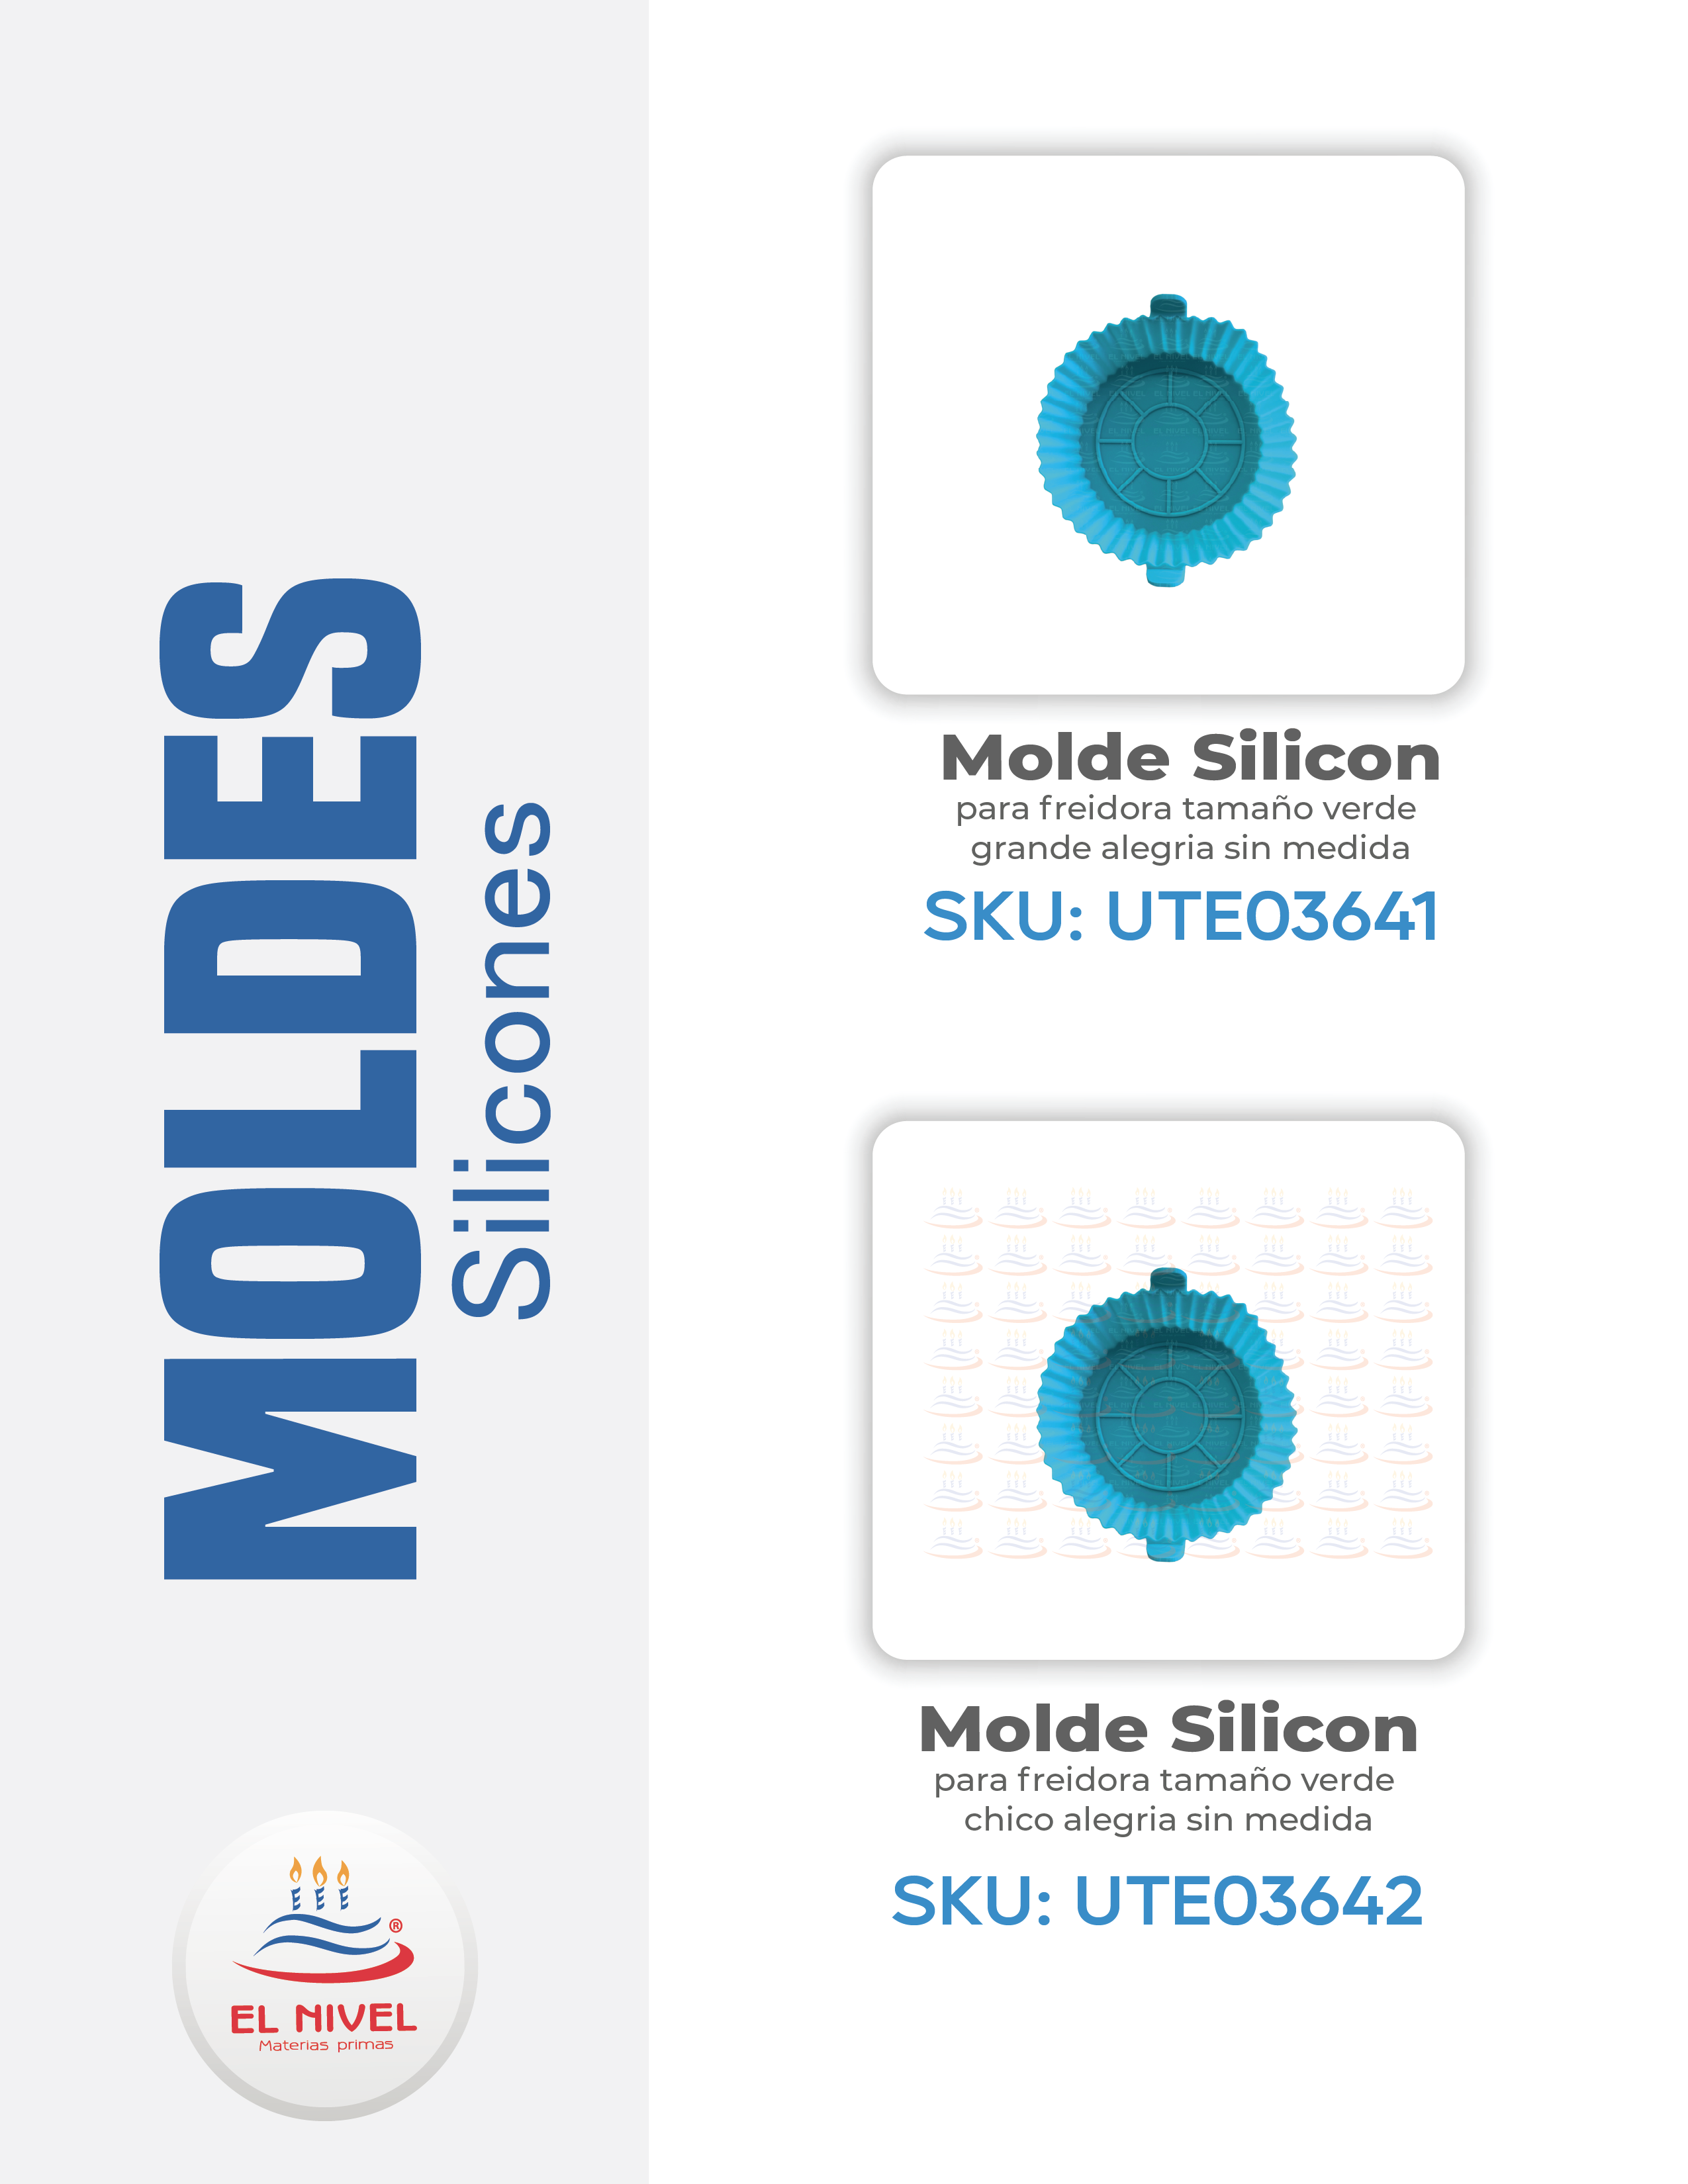 MOLDES
Silicones
Molde Silicon
para freidora tamaño verde
grande alegria sin medida
SKU: UTE03641
Molde Silicon
para freidora tamaño verde
chico alegria sin medida
SKU: UTE03642
®
EL NIVEL
Materias primas